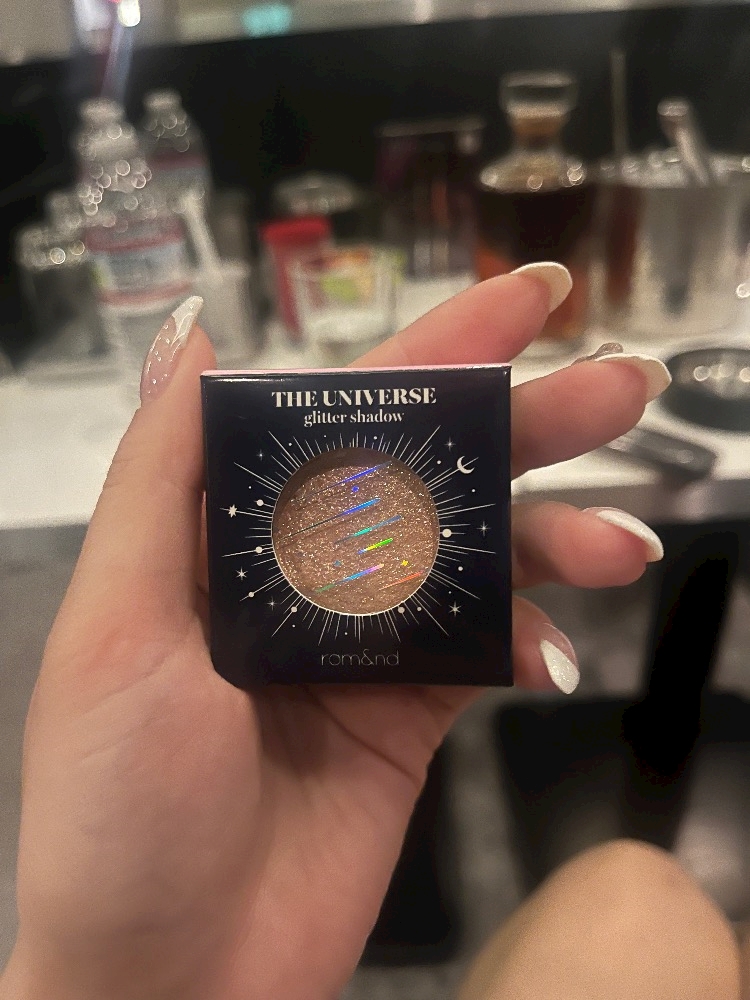 THE UNIVERSE
glitter shadow
rom&nd